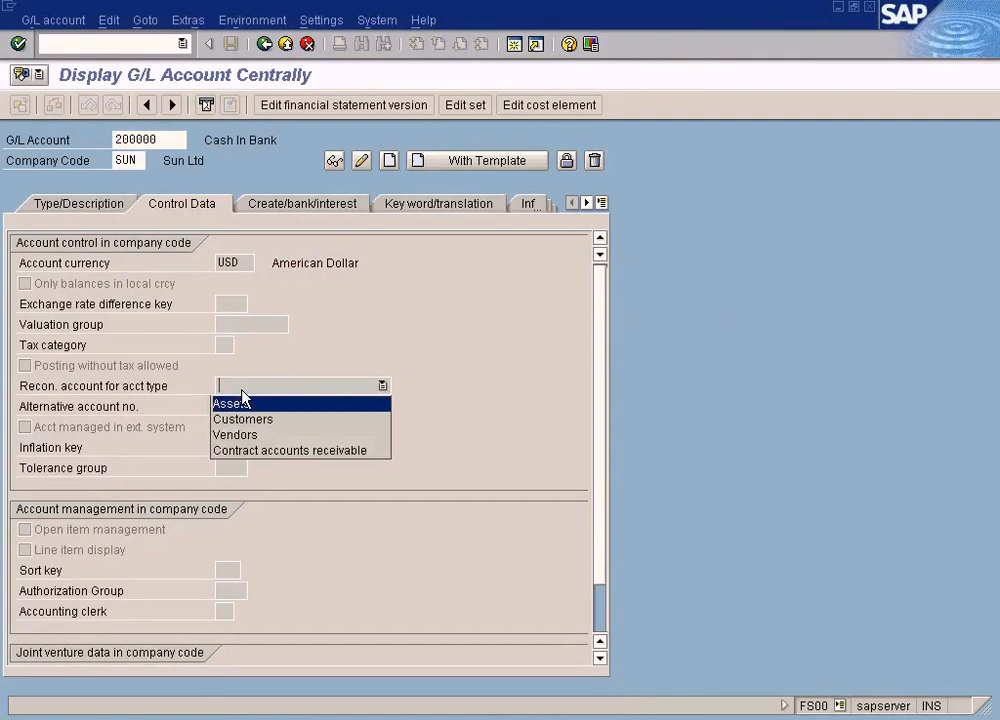 G/L account Edit Goto Extras Environment Settings System Help
SAP
Display G/L Account Centrally
Edit financial statement version Edit set Edit cost element
G/L Account 200000 Cash In Bank
Company Code SUN Sun Ltd With Template
Type/Description Control Data Create/bank/interest Key word/translation Inf...
Account control in company code
Account currency USD American Dollar
Only balances in local crcy
Exchange rate difference key
Valuation group
Tax category
Posting without tax allowed
Recon. account for acct type
Assets
Alternative account no.
Customers
Acct managed in ext. system
Vendors
Inflation key
Contract accounts receivable
Tolerance group
Account management in company code
Open item management
Line item display
Sort key
Authorization Group
Accounting clerk
Joint venture data in company code
FS00 sapserver INS